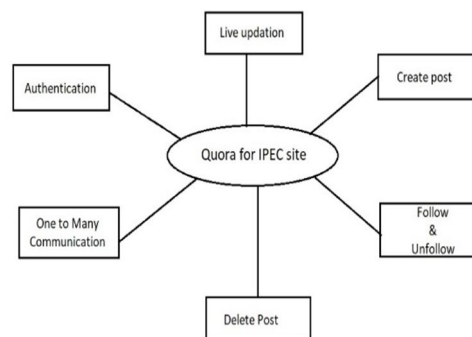 Live updation
Authentication
Create post
Quora for IPEC site
One to Many
Communication
Follow
&
Unfollow
Delete Post